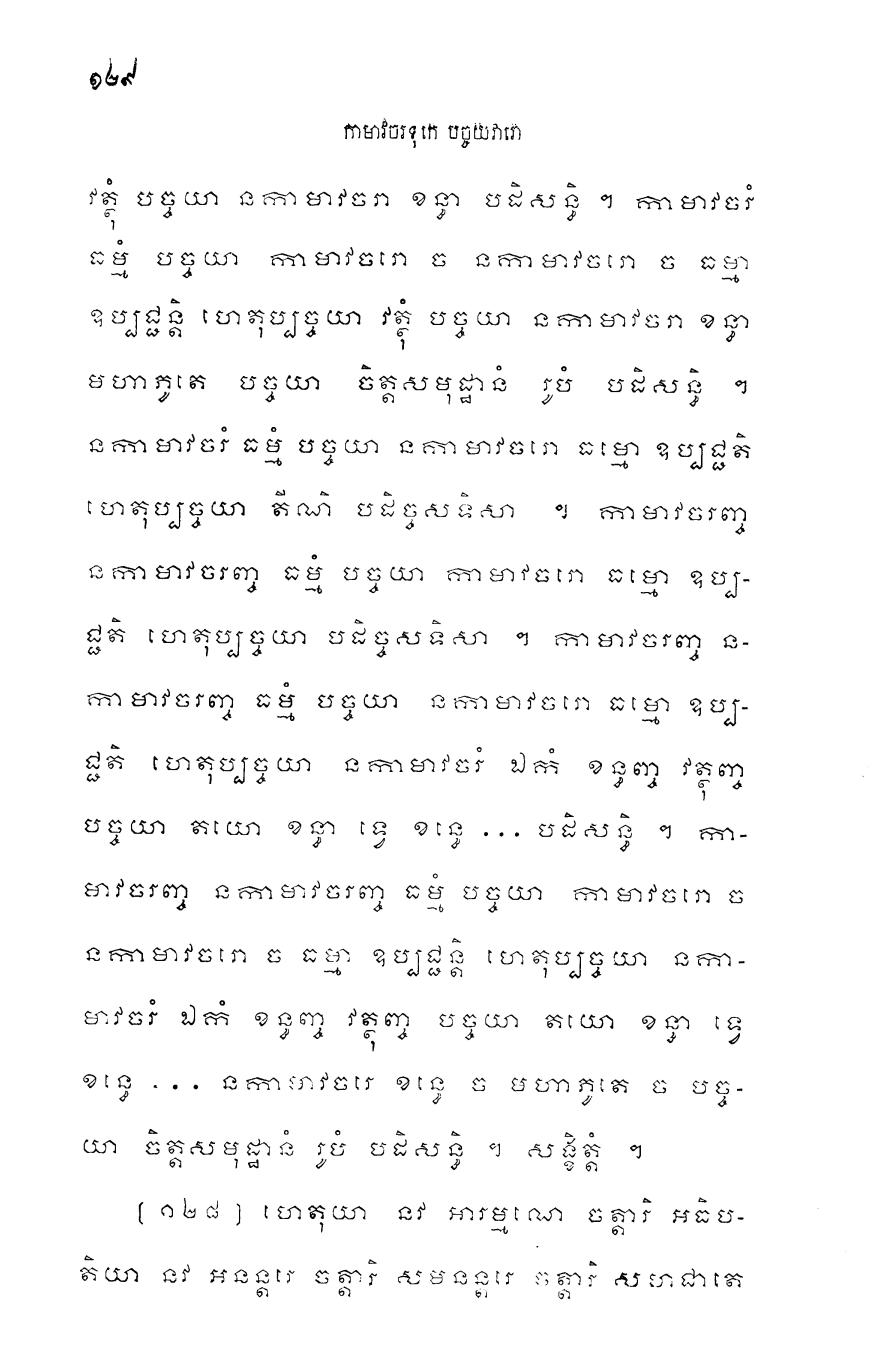 ១២៩
កាមាវចរទុកេ បច្ចយវារោ
វត្ថុំ បច្ចយា នកាមាវចរា ខន្ធា បដិសន្ធិ ។ កាមាវចរំ
ធម្មំ បច្ចយា កាមាវចរោ ច នកាមាវចរោ ច ធម្មា
ឧប្បជ្ជន្តិ ហេតុប្បច្ចយា វត្ថុំ បច្ចយា នកាមាវចរា ខន្ធា
មហាភូតេ បច្ចយា ចិត្តសមុដ្ឋានំ រូបំ បដិសន្ធិ ។
នកាមាវចរំ ធម្មំ បច្ចយា នកាមាវចរោ ធម្មោ ឧប្បជ្ជតិ
ហេតុប្បច្ចយា តីណិ បដិច្ចសទិសា ។ កាមាវចរញ្ច
នកាមាវចរញ្ច ធម្មំ បច្ចយា កាមាវចរោ ធម្មោ ឧប្ប-
ជ្ជតិ ហេតុប្បច្ចយា បដិច្ចសទិសា ។ កាមាវចរញ្ច ន-
កាមាវចរញ្ច ធម្មំ បច្ចយា នកាមាវចរោ ធម្មោ ឧប្ប-
ជ្ជតិ ហេតុប្បច្ចយា នកាមាវចរំ ឯកំ ខន្ធញ្ច វត្ថុញ្ច
បច្ចយា តយោ ខន្ធា ទ្វេ ខន្ធេ ... បដិសន្ធិ ។ កា-
មាវចរញ្ច នកាមាវចរញ្ច ធម្មំ បច្ចយា កាមាវចរោ ច
នកាមាវចរោ ច ធម្មា ឧប្បជ្ជន្តិ ហេតុប្បច្ចយា នកា-
មាវចរំ ឯកំ ខន្ធញ្ច វត្ថុញ្ច បច្ចយា តយោ ខន្ធា ទ្វេ
ខន្ធេ ... នកាមាវចរេ ខន្ធេ ច មហាភូតេ ច បច្ច-
យា ចិត្តសមុដ្ឋានំ រូបំ បដិសន្ធិ ។ សង្ខិត្តំ ។
[ ១២៨ ] ហេតុយា នវ អារម្មណេ ចត្តារិ អធិប-
តិយា នវ អនន្តរេ ចត្តារិ សមនន្តរេ ចត្តារិ សហជាតេ